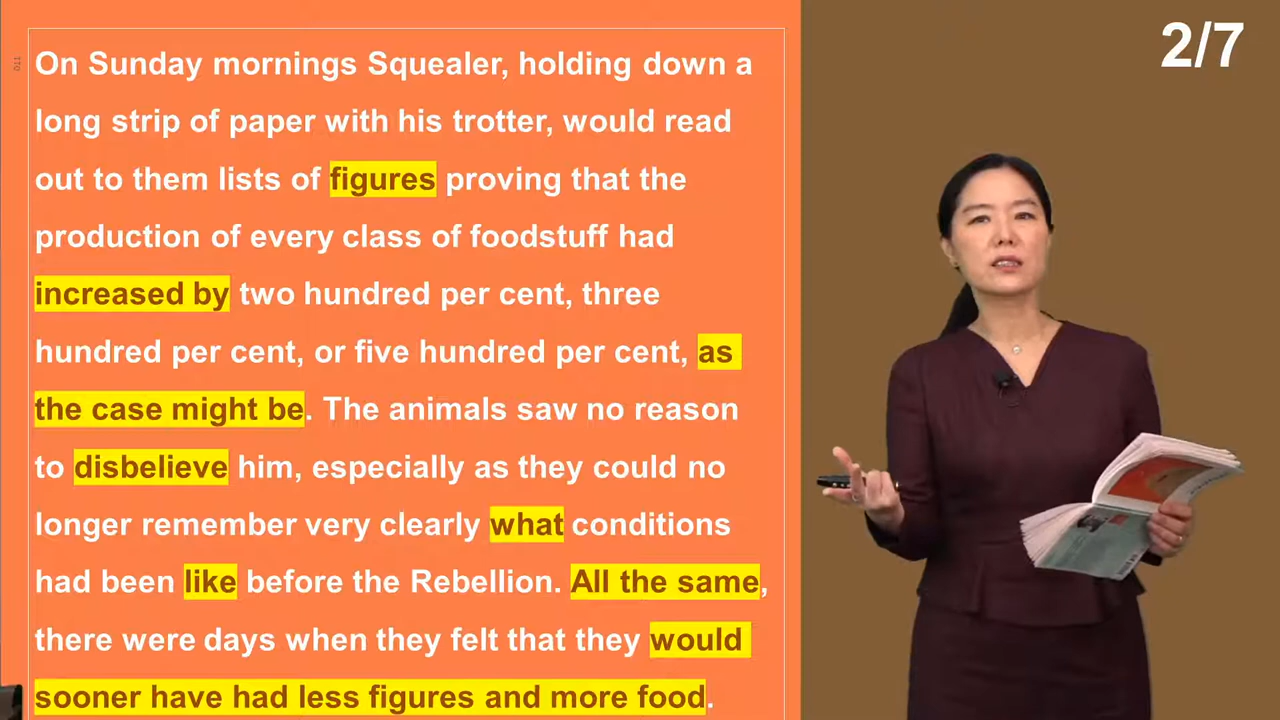 On Sunday mornings Squealer, holding down a
long strip of paper with his trotter, would read
out to them lists of figures proving that the
production of every class of foodstuff had
increased by two hundred per cent, three
hundred per cent, or five hundred per cent, as
the case might be. The animals saw no reason
to disbelieve him, especially as they could no
longer remember very clearly what conditions
had been like before the Rebellion. All the same,
there were days when they felt that they would
sooner have had less figures and more food.
2/7